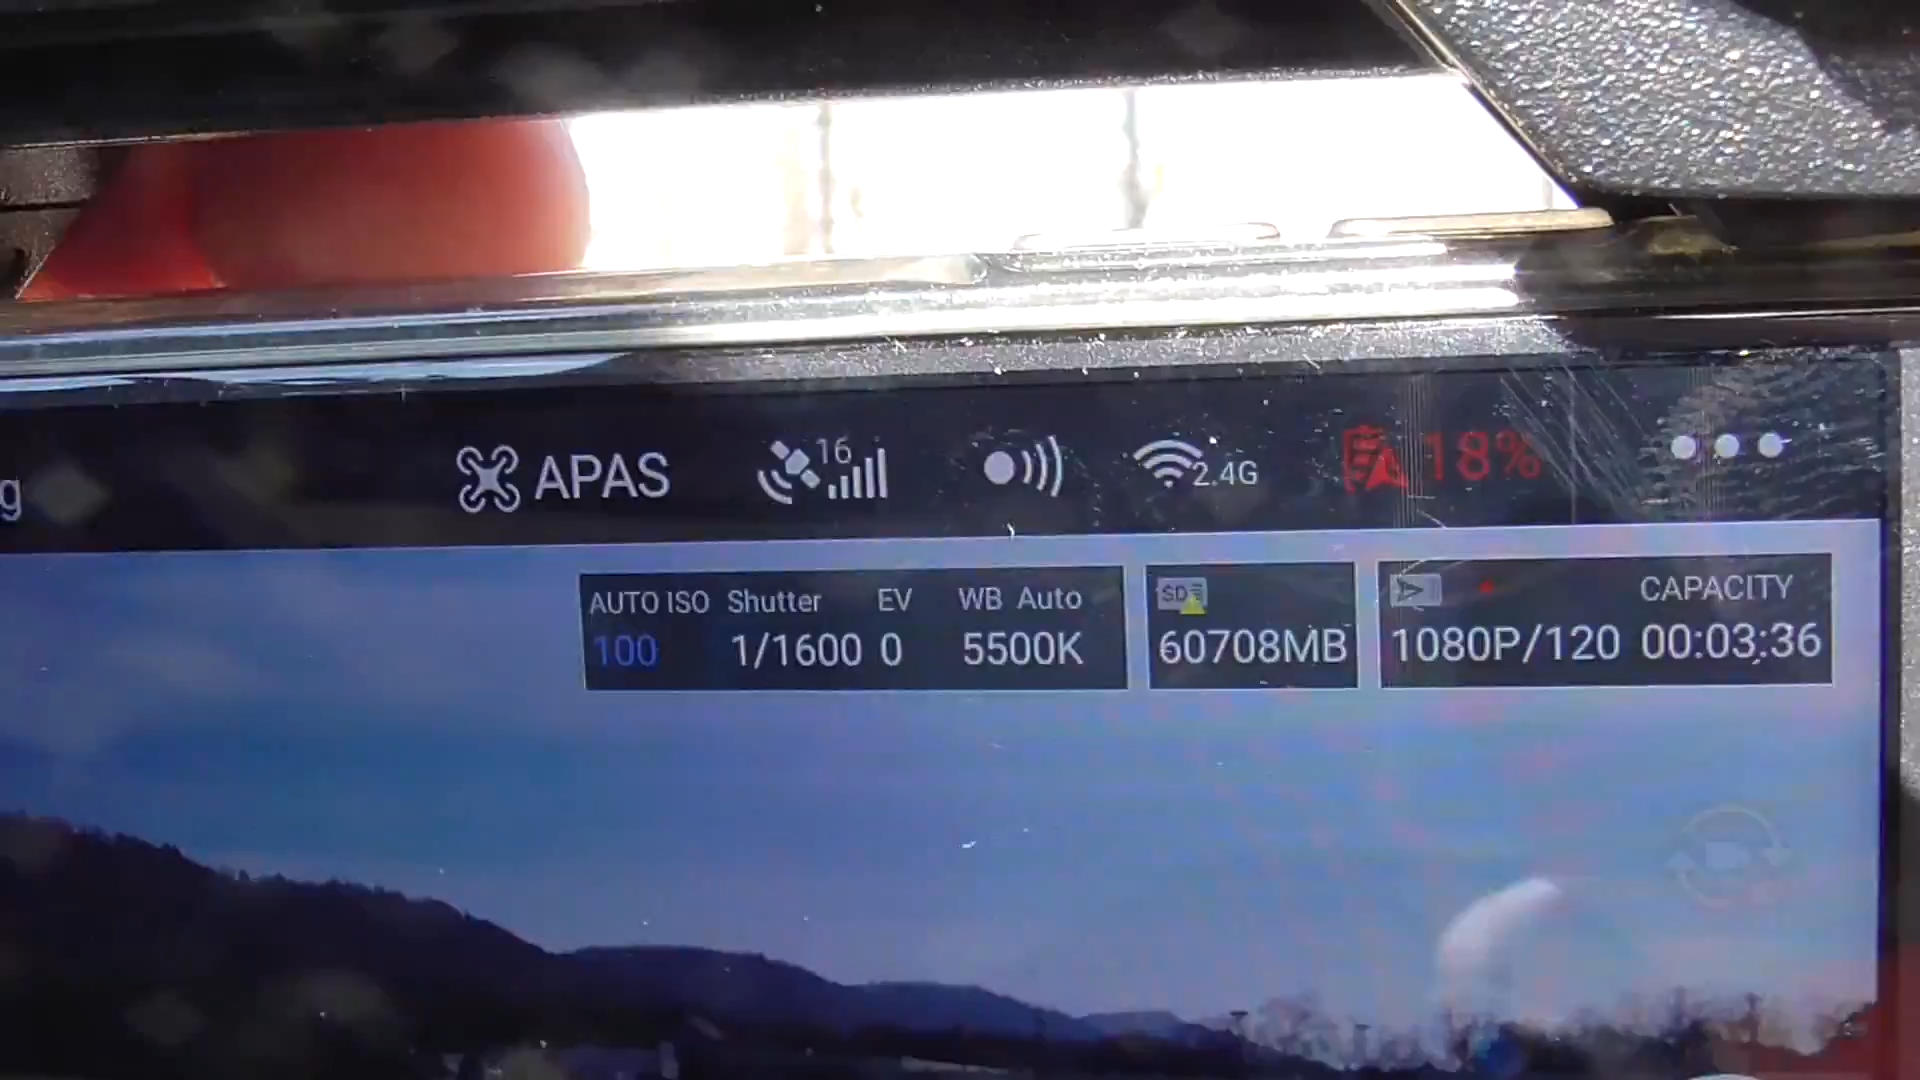 g APAS 16 2.4G 18%
AUTO ISO Shutter EV WB Auto
100 1/1600 0 5500K
SD
60708MB
CAPACITY
1080P/120 00:03:36